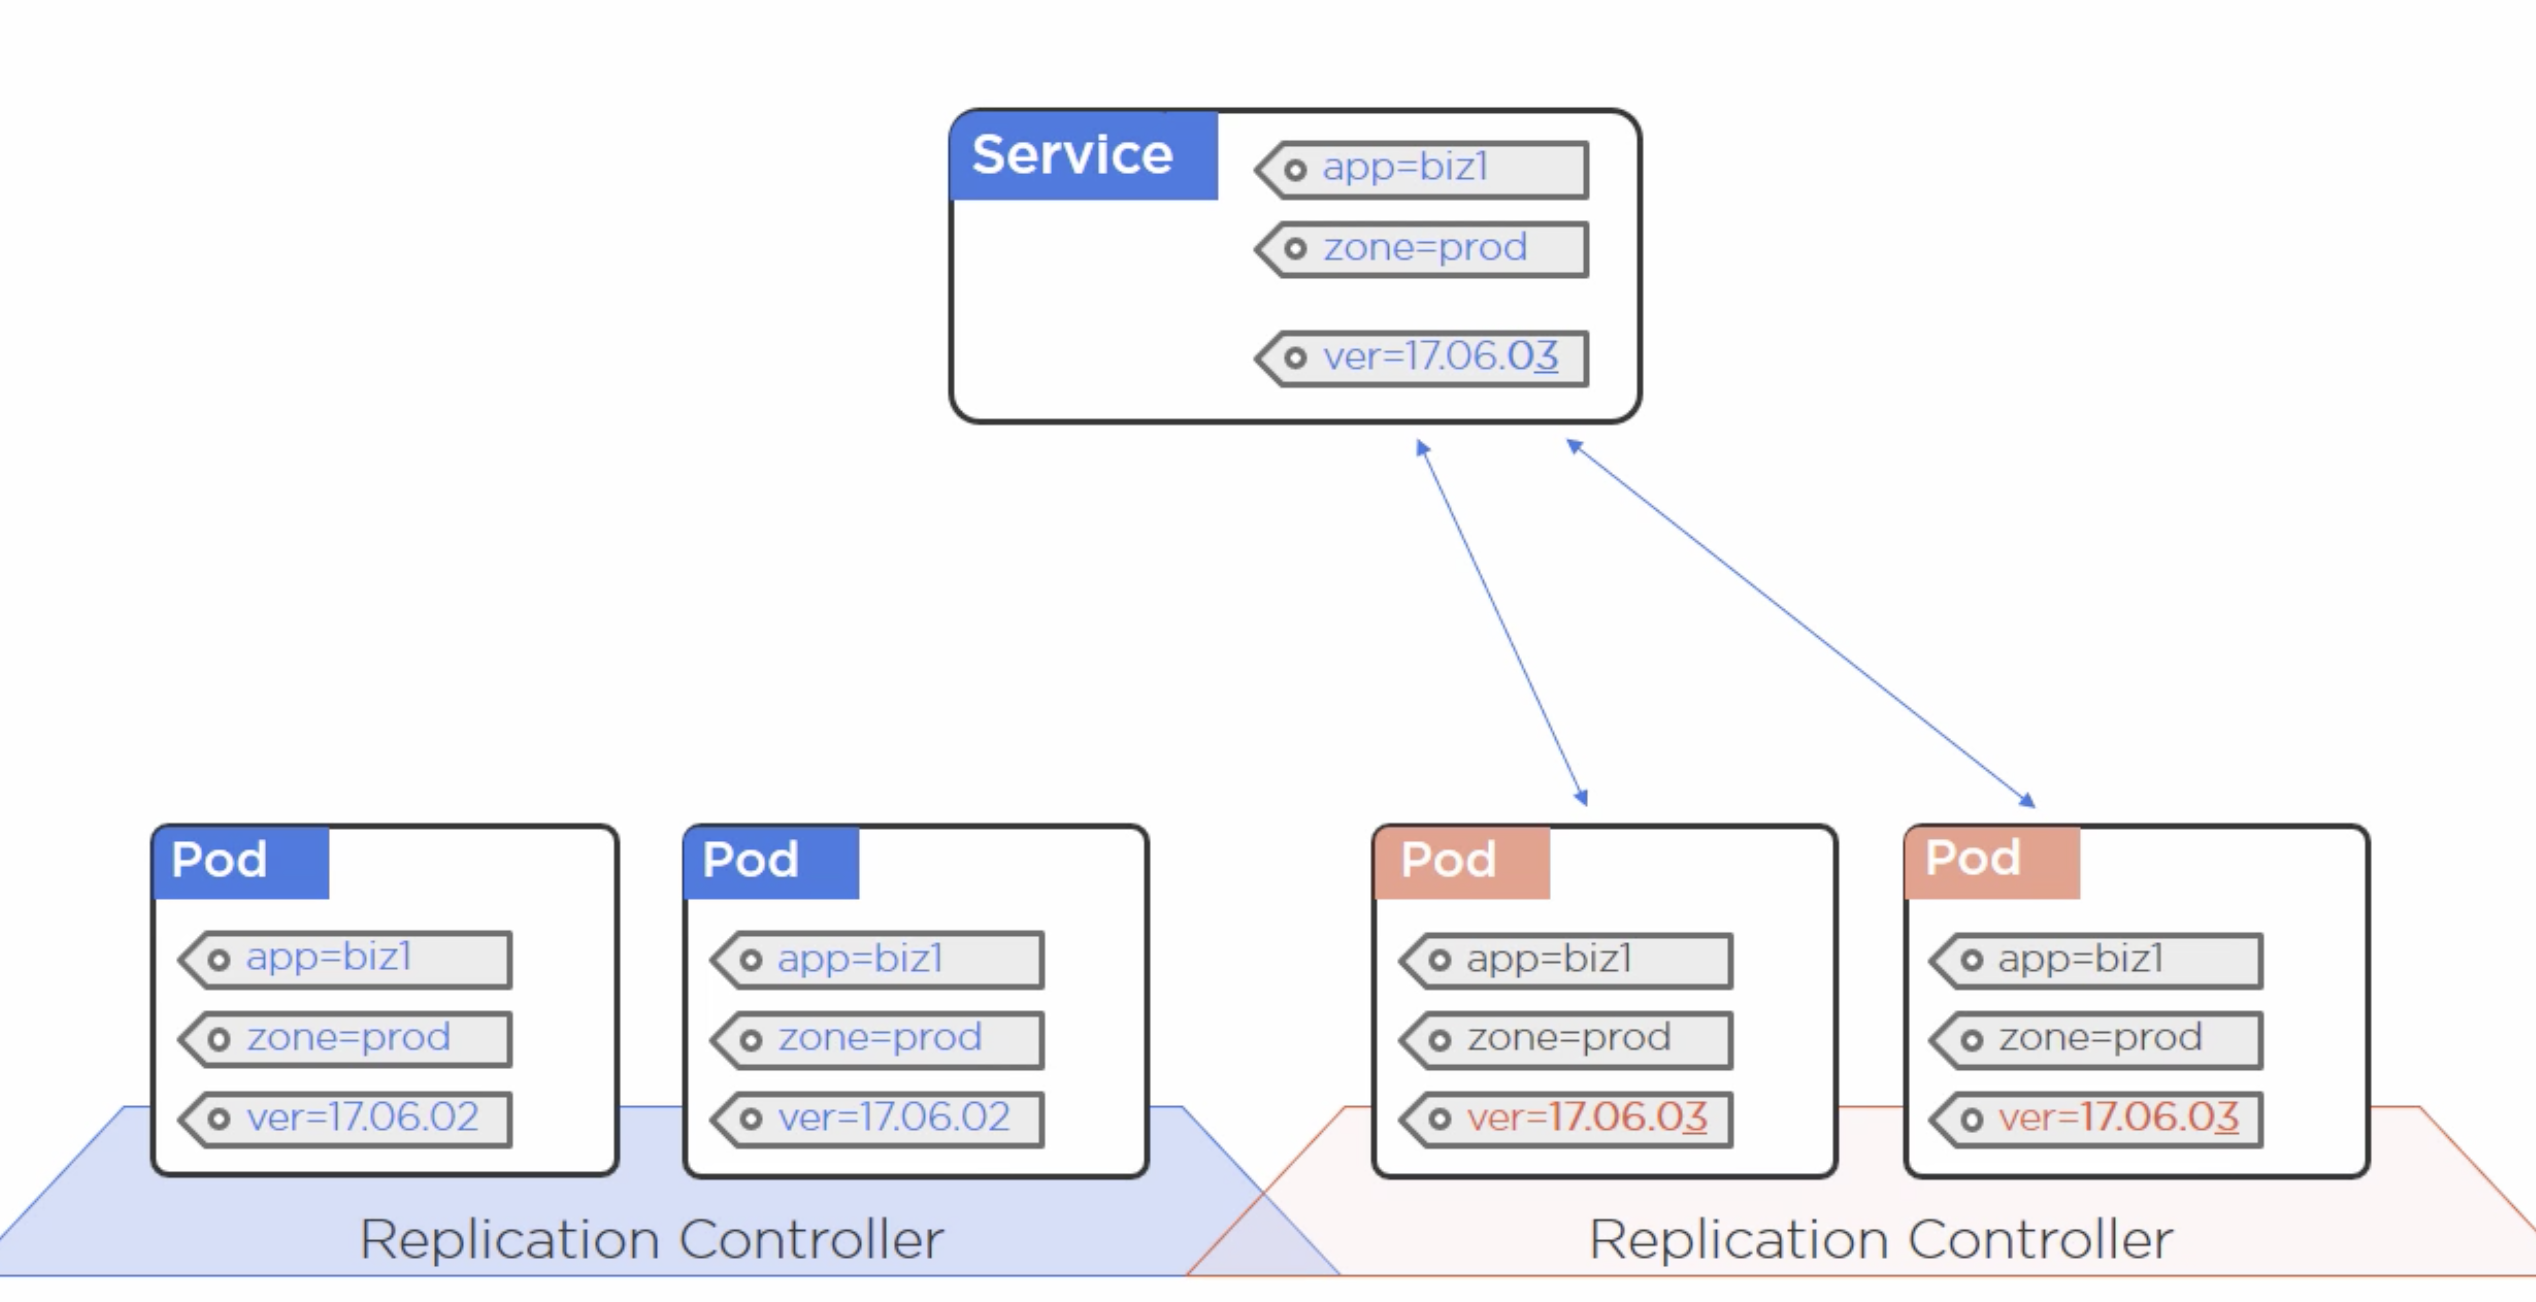 Service
app=biz1
zone=prod
ver=17.06.03
Pod
app=biz1
zone=prod
ver=17.06.02
Pod
app=biz1
zone=prod
ver=17.06.02
Pod
app=biz1
zone=prod
ver=17.06.03
Pod
app=biz1
zone=prod
ver=17.06.03
Replication Controller
Replication Controller